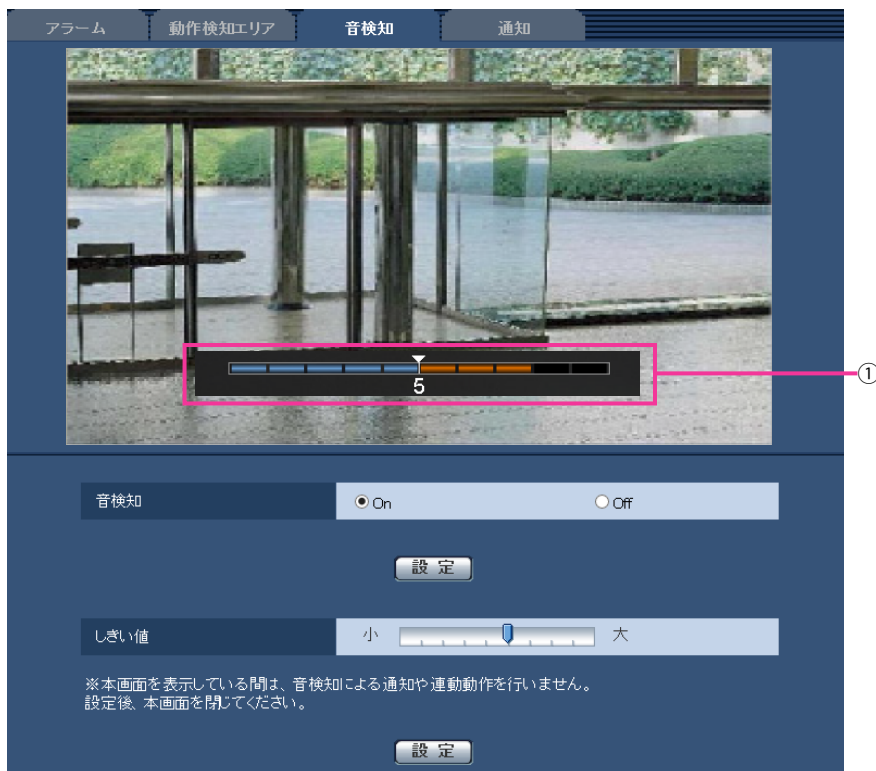 アラーム 動作検知エリア 音検知 通知
5
①
音検知 On Off
設定
しきい値 小 大
※本画面を表示している間は、音検知による通知や連動動作を行いません。
設定後、本画面を閉じてください。
設定